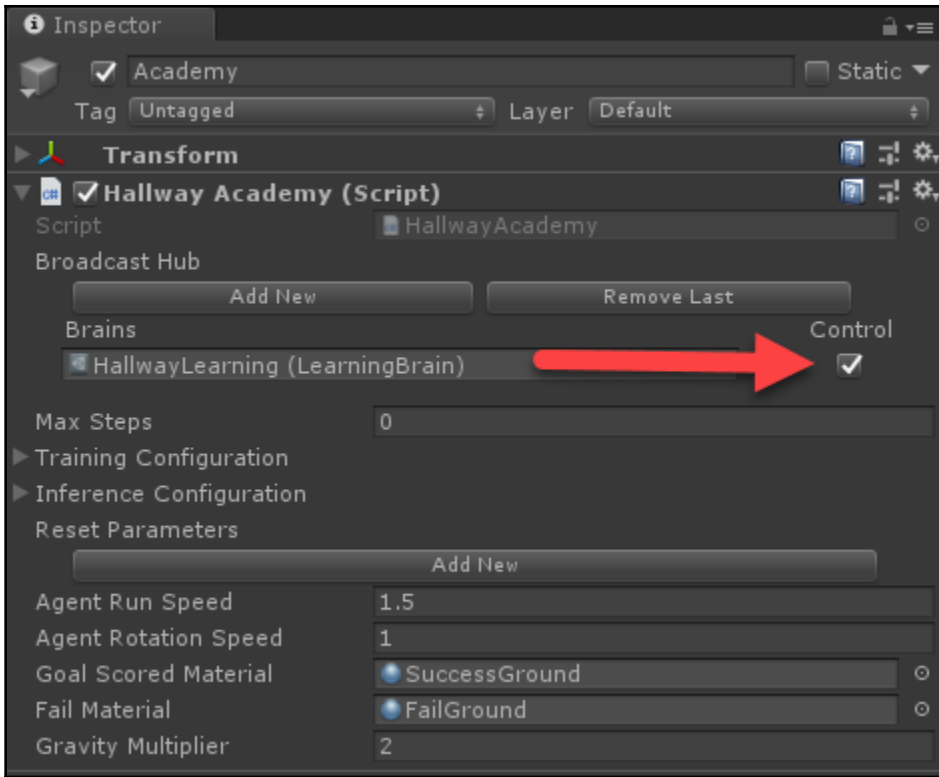 Inspector
Academy Static
Tag Untagged Layer Default
Transform
c# Hallway Academy (Script)
Script HallwayAcademy
Broadcast Hub
Add New Remove Last
Brains Control
HallwayLearning (LearningBrain)
Max Steps 0
Training Configuration
Inference Configuration
Reset Parameters
Add New
Agent Run Speed 1.5
Agent Rotation Speed 1
Goal Scored Material SuccessGround
Fail Material FailGround
Gravity Multiplier 2